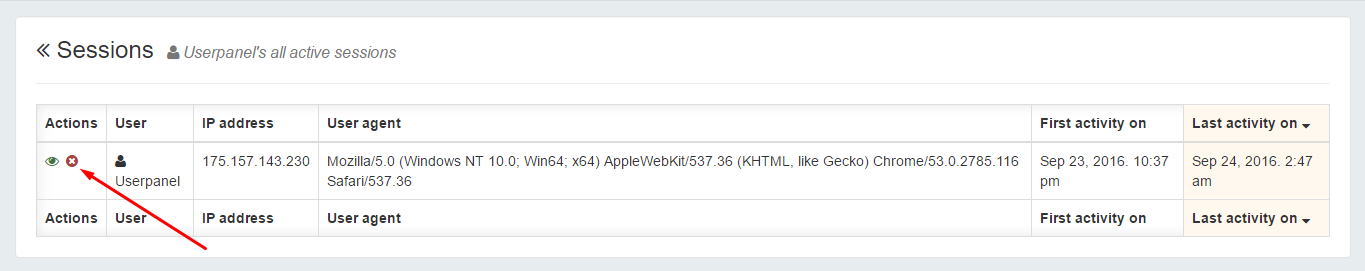 Sessions Userpanel's all active sessions
Actions User IP address User agent First activity on Last activity on
175.157.143.230 Mozilla/5.0 (Windows NT 10.0; Win64; x64) AppleWebKit/537.36 (KHTML, like Gecko) Chrome/53.0.2785.116 Sep 23, 2016. 10:37 Sep 24, 2016. 2:47
Userpanel Safari/537.36 pm am
Actions User IP address User agent First activity on Last activity on